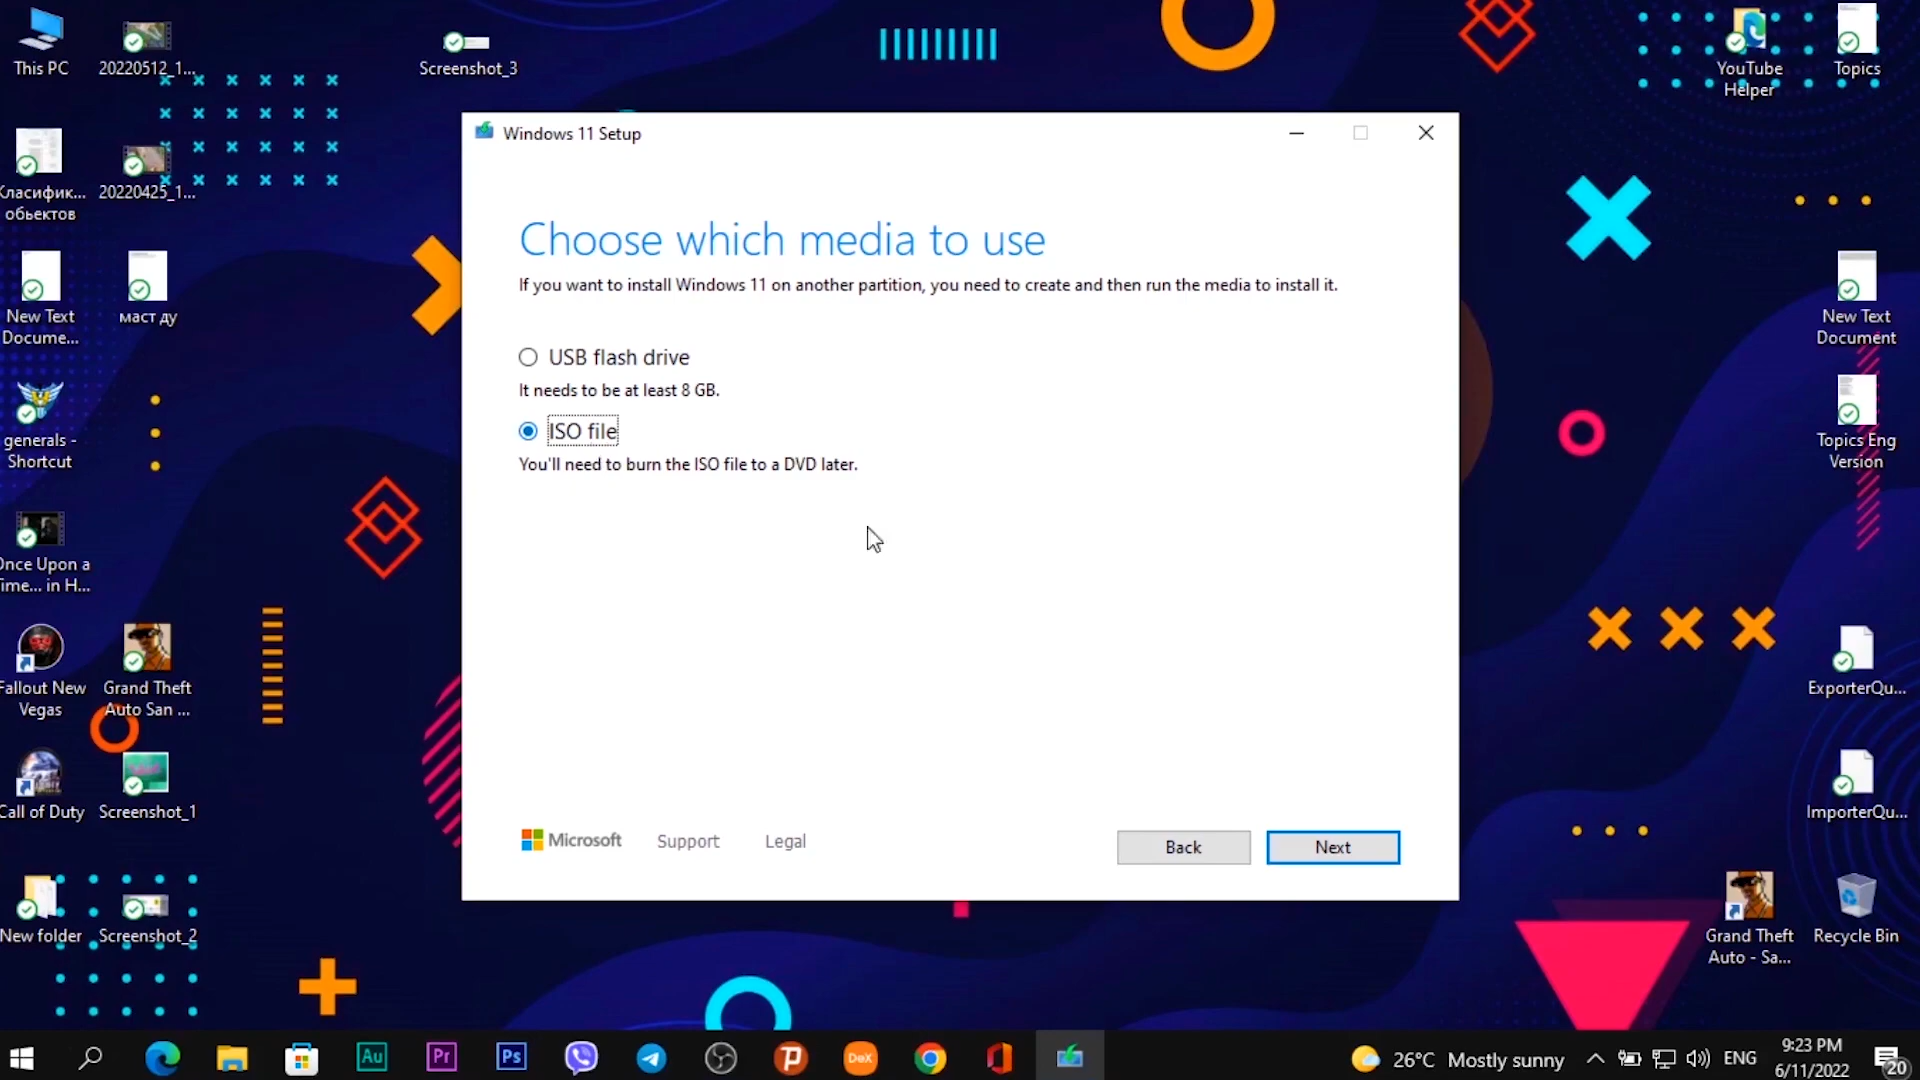 This PC
20220512_1...
Screenshot_3
YouTube
Helper
Topics
Класифик...
обьектов
20220425_1...
New Text
Docume...
маст ду
New Text
Document
generals -
Shortcut
Topics Eng
Version
Once Upon a
Time... in H...
Fallout New
Vegas
Grand Theft
Auto San ...
ExporterQu...
Call of Duty
Screenshot_1
ImporterQu...
New folder
Screenshot_2
Grand Theft
Auto - Sa...
Recycle Bin
Windows 11 Setup
Choose which media to use
If you want to install Windows 11 on another partition, you need to create and then run the media to install it.
USB flash drive
It needs to be at least 8 GB.
ISO file
You'll need to burn the ISO file to a DVD later.
Microsoft
Support
Legal
Back
Next
Au
Pr
Ps
DeX
26°C Mostly sunny
ENG
9:23 PM
6/11/2022
20